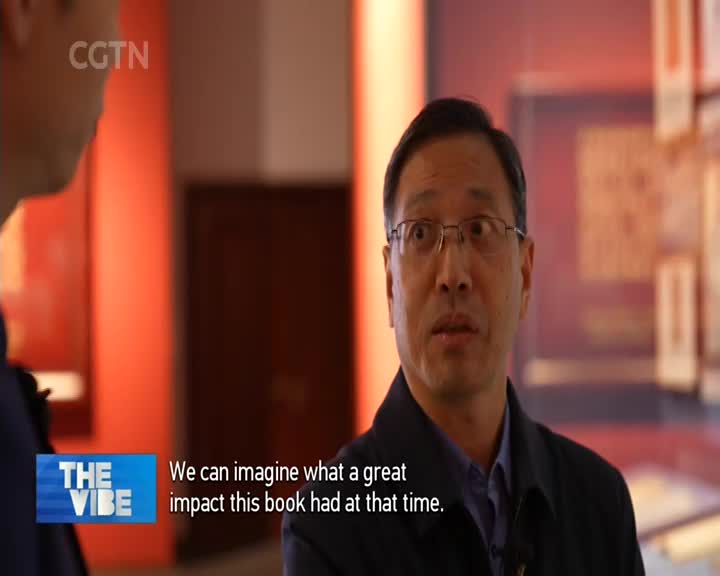 CGTN
THE
VIBE
We can imagine what a great
impact this book had at that time.